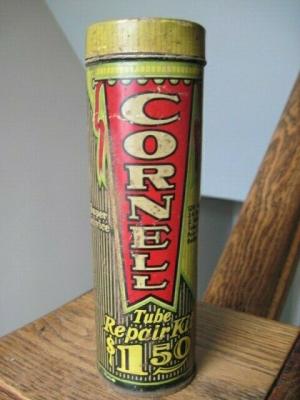 CORNELL
Tube
Repair Kit
$1.50